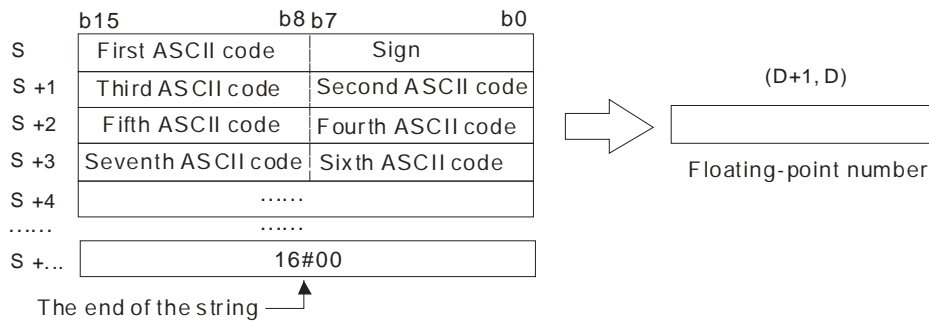 b15 b8 b7 b0
S First ASCII code Sign
S +1 Third ASCII code Second ASCII code
S +2 Fifth ASCII code Fourth ASCII code
S +3 Seventh ASCII code Sixth ASCII code
S +4 ......
...... ......
S +... 16#00
The end of the string
(D+1, D)
Floating-point number